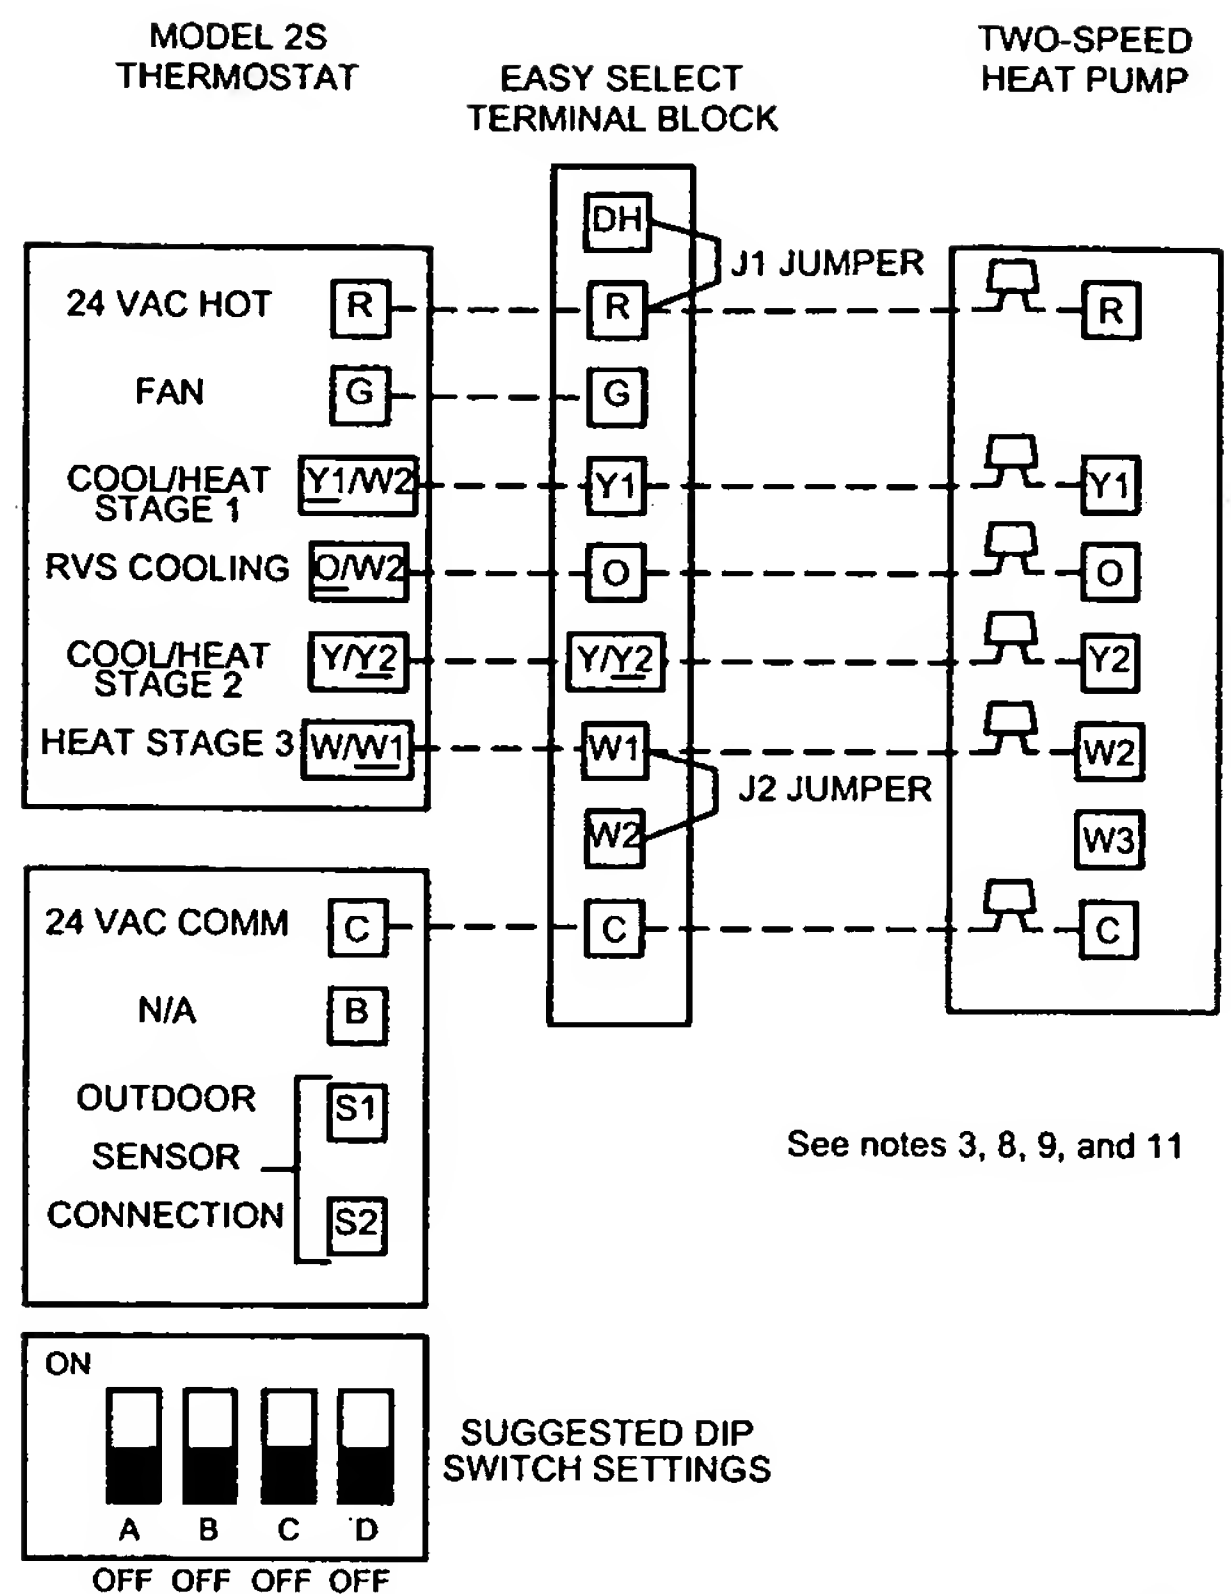 MODEL 2S
THERMOSTAT
EASY SELECT
TERMINAL BLOCK
TWO-SPEED
HEAT PUMP
DH
J1 JUMPER
24 VAC HOT
R
R
R
FAN
G
G
COOL/HEAT
STAGE 1
Y1/W2
Y1
Y1
RVS COOLING
O/W2
O
O
COOL/HEAT
STAGE 2
Y/Y2
Y/Y2
Y2
HEAT STAGE 3
W/W1
W1
W2
J2 JUMPER
W2
W3
24 VAC COMM
C
C
C
N/A
B
OUTDOOR
SENSOR
CONNECTION
S1
S2
See notes 3, 8, 9, and 11
ON
A B C D
OFF OFF OFF OFF
SUGGESTED DIP
SWITCH SETTINGS